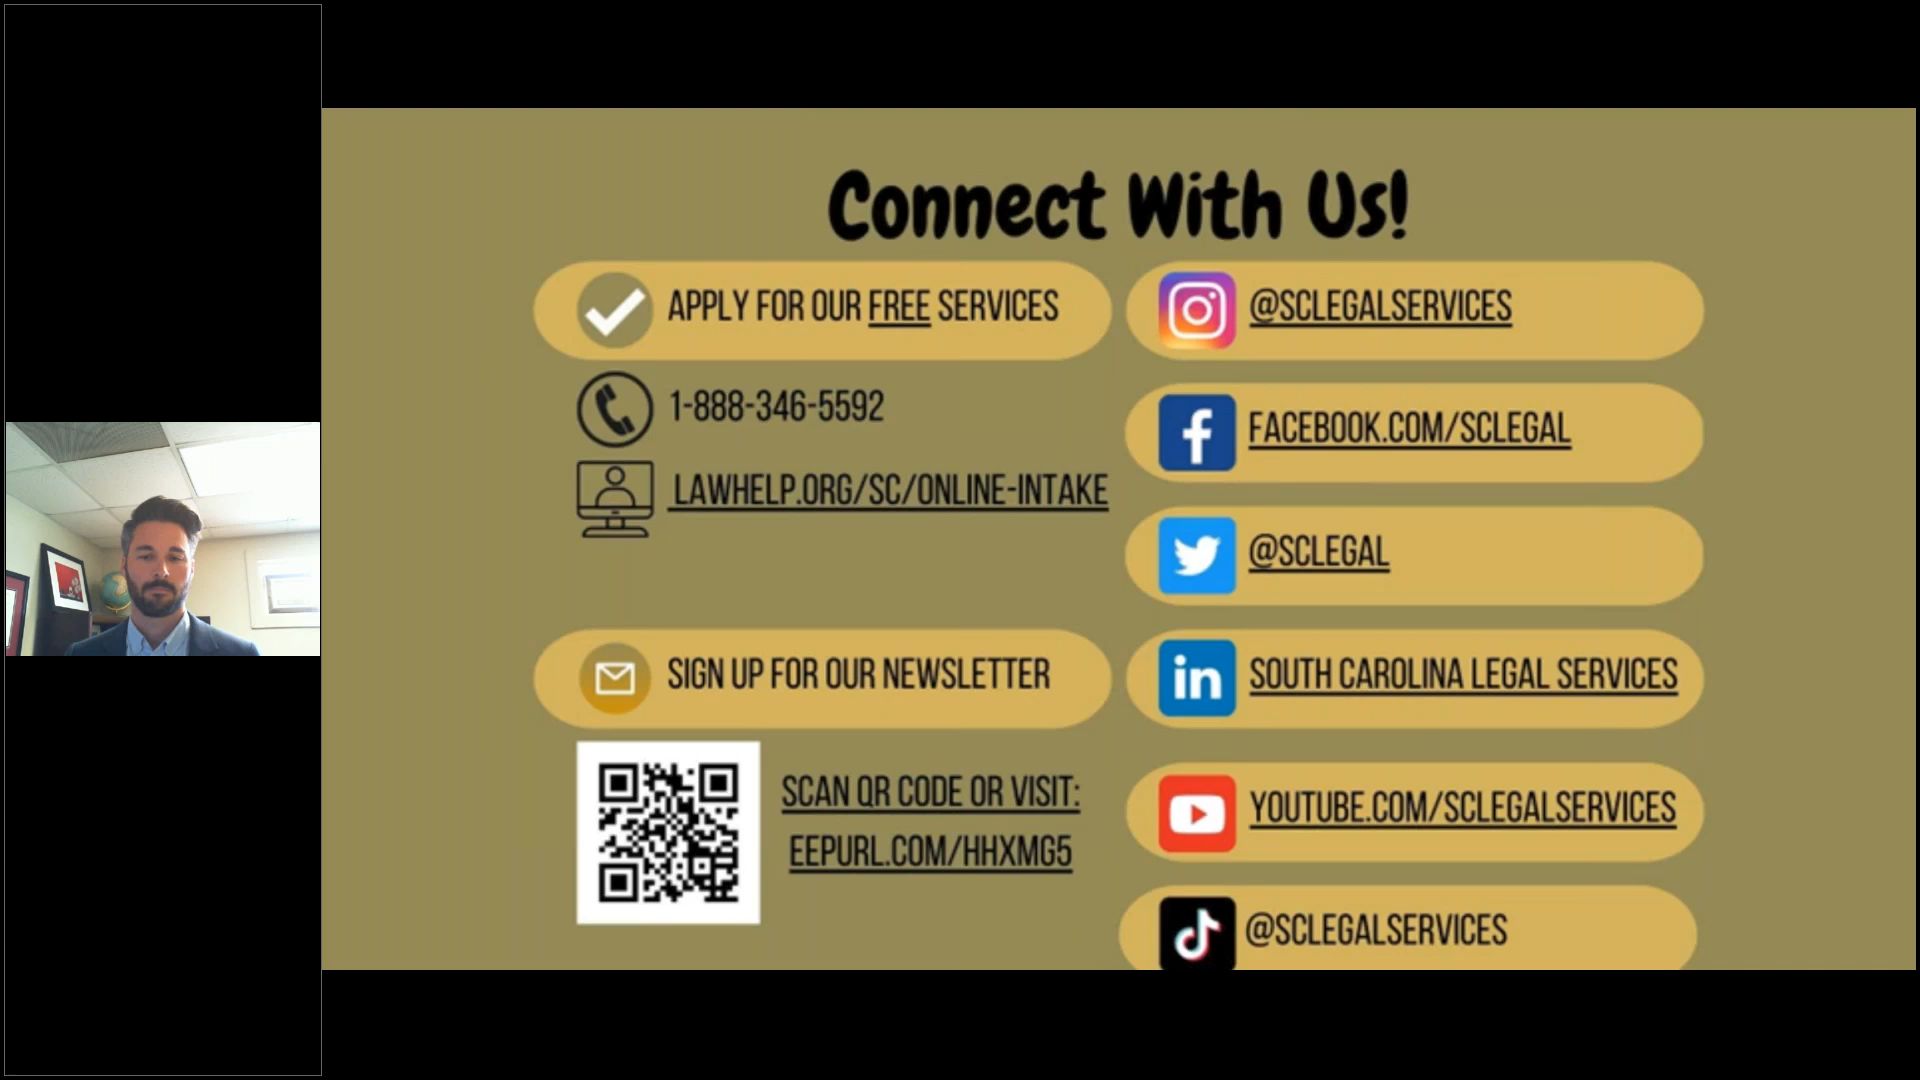 Connect With Us!
APPLY FOR OUR FREE SERVICES
1-888-346-5592
LAWHELP.ORG/SC/ONLINE-INTAKE
SIGN UP FOR OUR NEWSLETTER
SCAN QR CODE OR VISIT:
EEPURL.COM/HHXMG5
@SCLEGALSERVICES
FACEBOOK.COM/SCLEGAL
@SCLEGAL
in
SOUTH CAROLINA LEGAL SERVICES
YOUTUBE.COM/SCLEGALSERVICES
@SCLEGALSERVICES